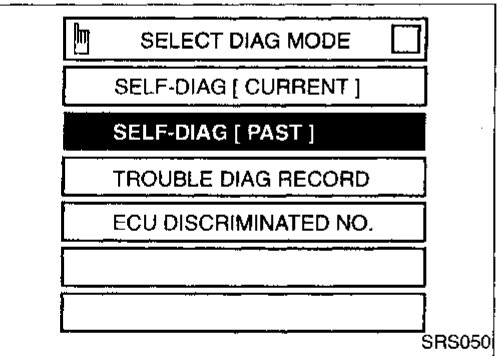 SELECT DIAG MODE
SELF-DIAG [ CURRENT ]
SELF-DIAG [ PAST ]
TROUBLE DIAG RECORD
ECU DISCRIMINATED NO.
SRS050